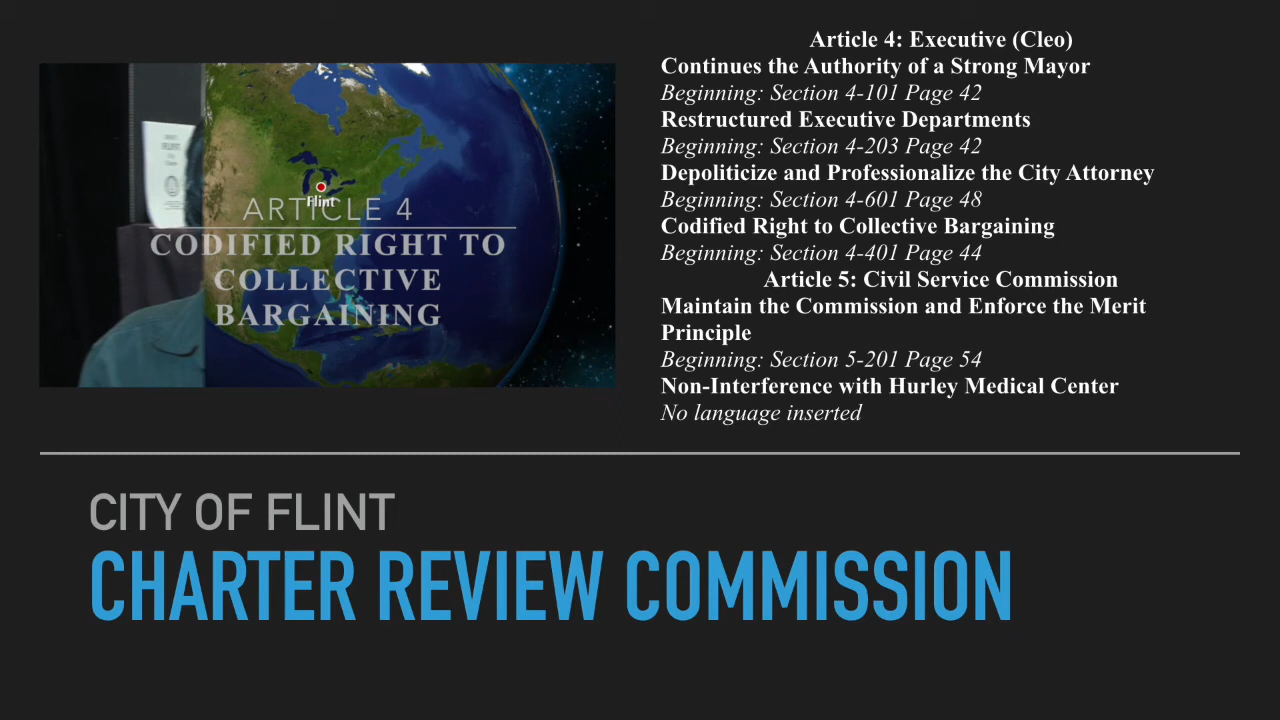 Article 4: Executive (Cleo)
Continues the Authority of a Strong Mayor
Beginning: Section 4-101 Page 42
Restructured Executive Departments
Beginning: Section 4-203 Page 42
Depoliticize and Professionalize the City Attorney
Beginning: Section 4-601 Page 48
Codified Right to Collective Bargaining
Beginning: Section 4-401 Page 44
Article 5: Civil Service Commission
Maintain the Commission and Enforce the Merit
Principle
Beginning: Section 5-201 Page 54
Non-Interference with Hurley Medical Center
No language inserted
Flint
ARTICLE 4
CODIFIED RIGHT TO
COLLECTIVE
BARGAINING
CITY OF FLINT
CHARTER REVIEW COMMISSION